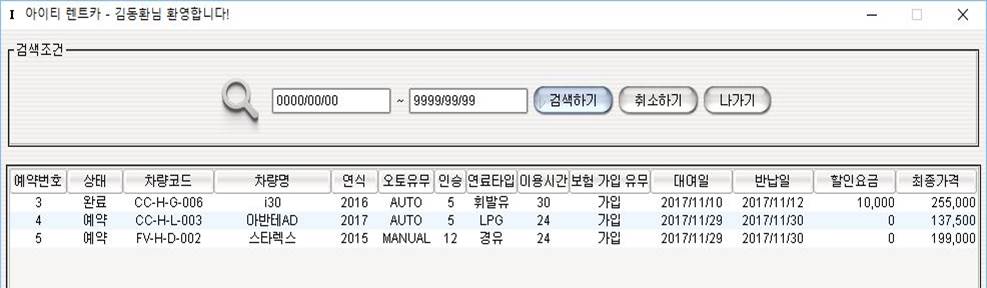 I 아이티 렌트카 - 김동환님 환영합니다!
검색조건
0000/00/00 ~ 9999/99/99 검색하기 취소하기 나가기
예약번호 상태 차량코드 차량명 연식 오토유무 인승 연료타입 이용시간 보험 가입 유무 대여일 반납일 할인요금 최종가격
3 완료 CC-H-G-006 i30 2016 AUTO 5 휘발유 30 가입 2017/11/10 2017/11/12 10,000 255,000
4 예약 CC-H-L-003 아반테AD 2017 AUTO 5 LPG 24 가입 2017/11/29 2017/11/30 0 137,500
5 예약 FV-H-D-002 스타렉스 2015 MANUAL 12 경유 24 가입 2017/11/29 2017/11/30 0 199,000